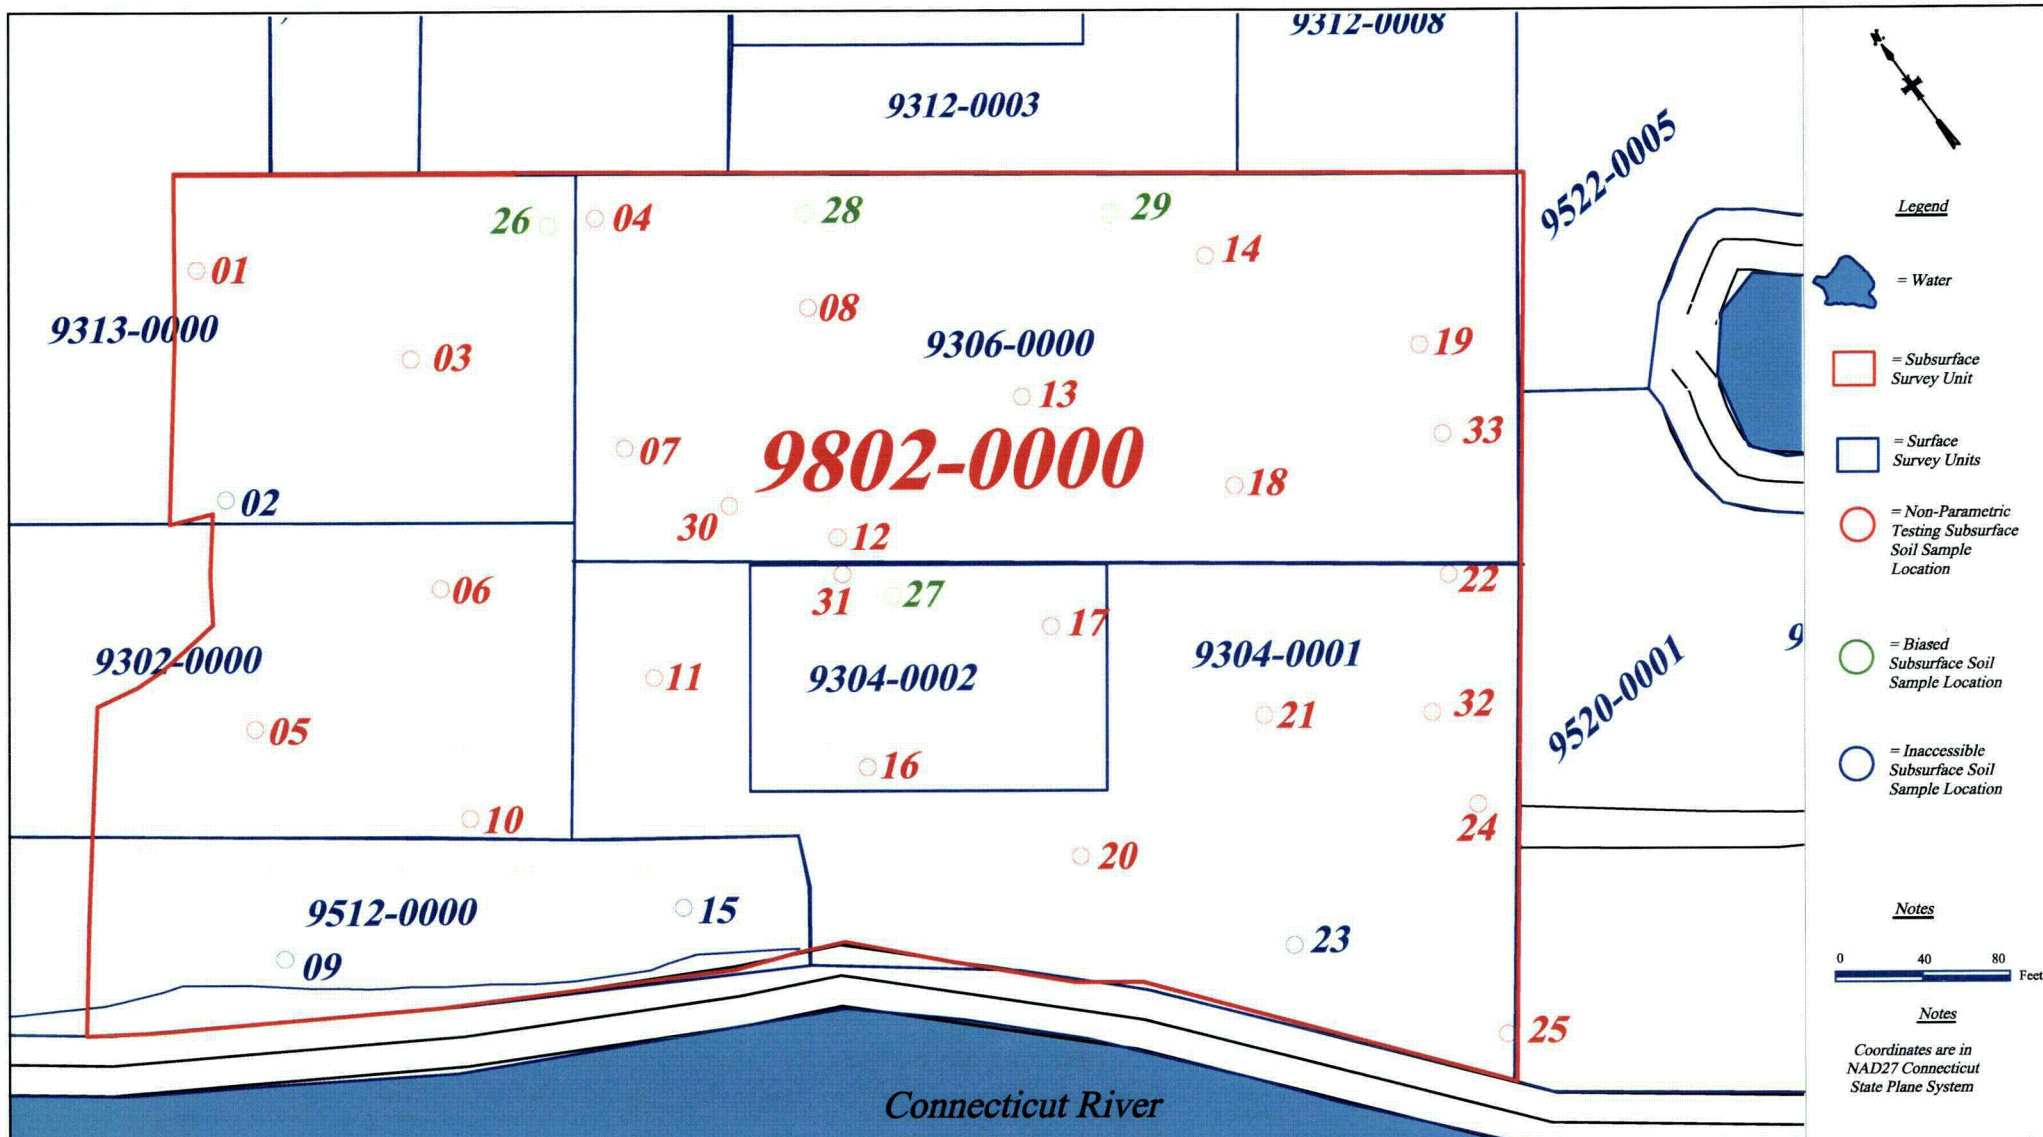 9312-0008
9312-0003
9522-0005
26
04
28
29
01
14
08
9313-0000
9306-0000
19
03
13
33
07
9802-0000
18
02
30
12
06
31
27
22
17
9302-0000
11
9304-0002
9304-0001
9520-0001
05
21
32
16
10
24
20
9512-0000
15
23
09
25
Connecticut River
N
Legend
= Water
= Subsurface
Survey Unit
= Surface
Survey Units
= Non-Parametric
Testing Subsurface
Soil Sample
Location
= Biased
Subsurface Soil
Sample Location
= Inaccessible
Subsurface Soil
Sample Location
Notes
0 40 80
Feet
Notes
Coordinates are in
NAD27 Connecticut
State Plane System